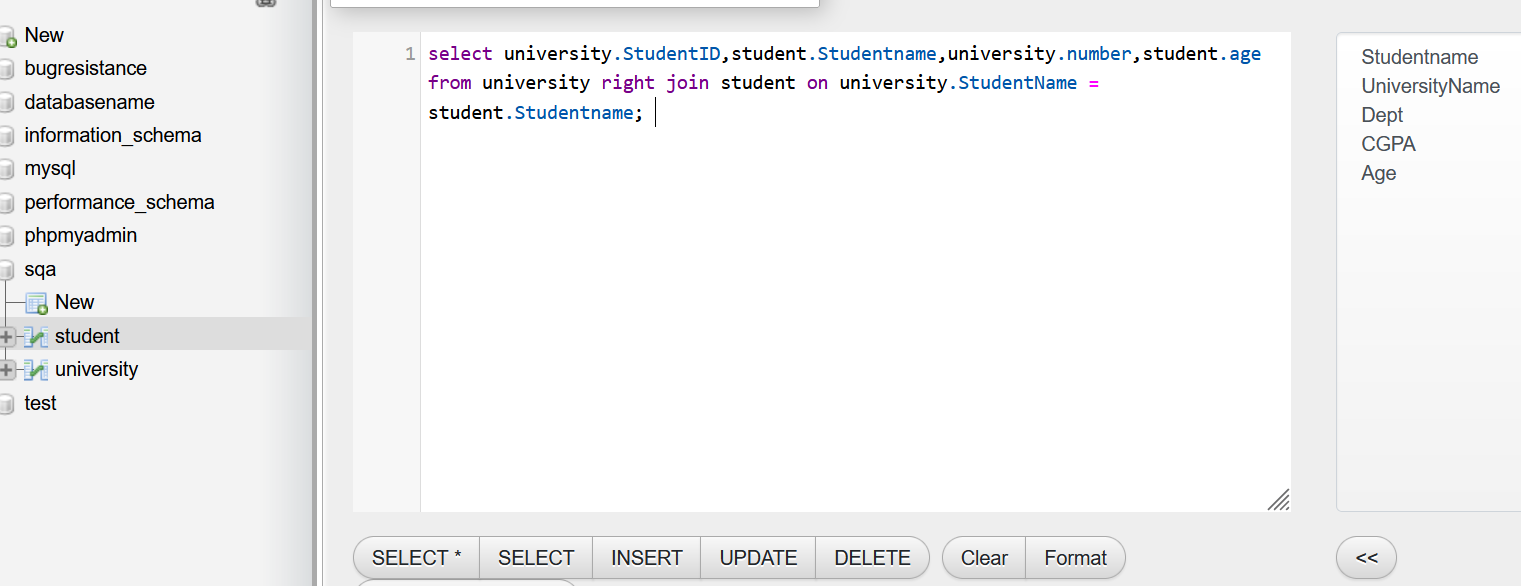 New
bugresistance
databasename
information_schema
mysql
performance_schema
phpmyadmin
sqa
New
student
university
test
1 select university.StudentID,student.Studentname,university.number,student.age
from university right join student on university.StudentName =
student.Studentname;
Studentname
UniversityName
Dept
CGPA
Age
SELECT * SELECT INSERT UPDATE DELETE Clear Format <<